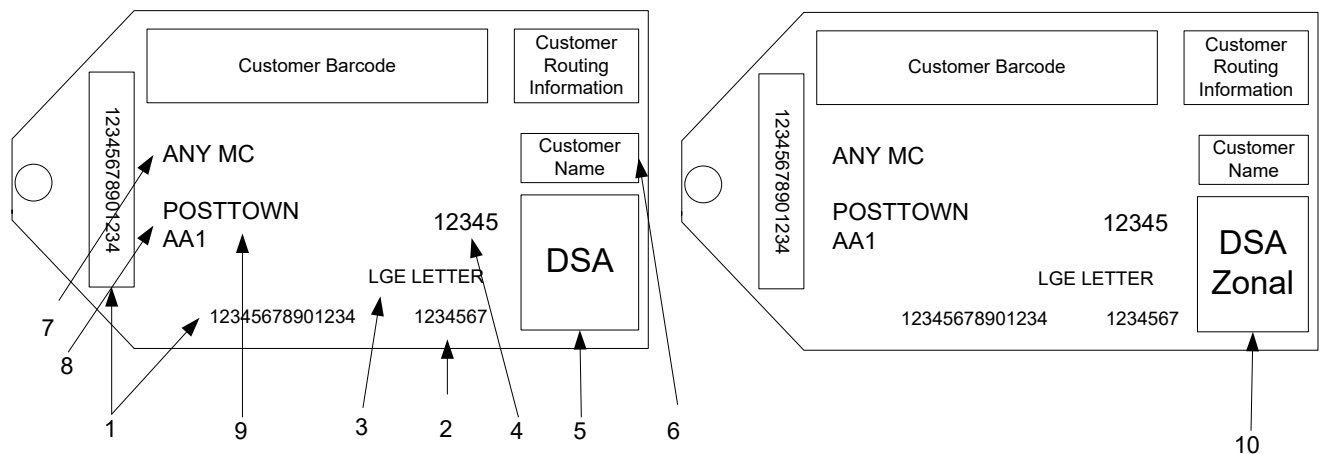 Customer Barcode
Customer
Routing
Information
12345678901234
ANY MC
Customer
Name
POSTTOWN
AA1
12345
DSA
LGE LETTER
12345678901234
1234567
7
8
1
9
3
2
4
5
6
Customer Barcode
Customer
Routing
Information
12345678901234
ANY MC
Customer
Name
POSTTOWN
AA1
12345
DSA
Zonal
LGE LETTER
12345678901234
1234567
10